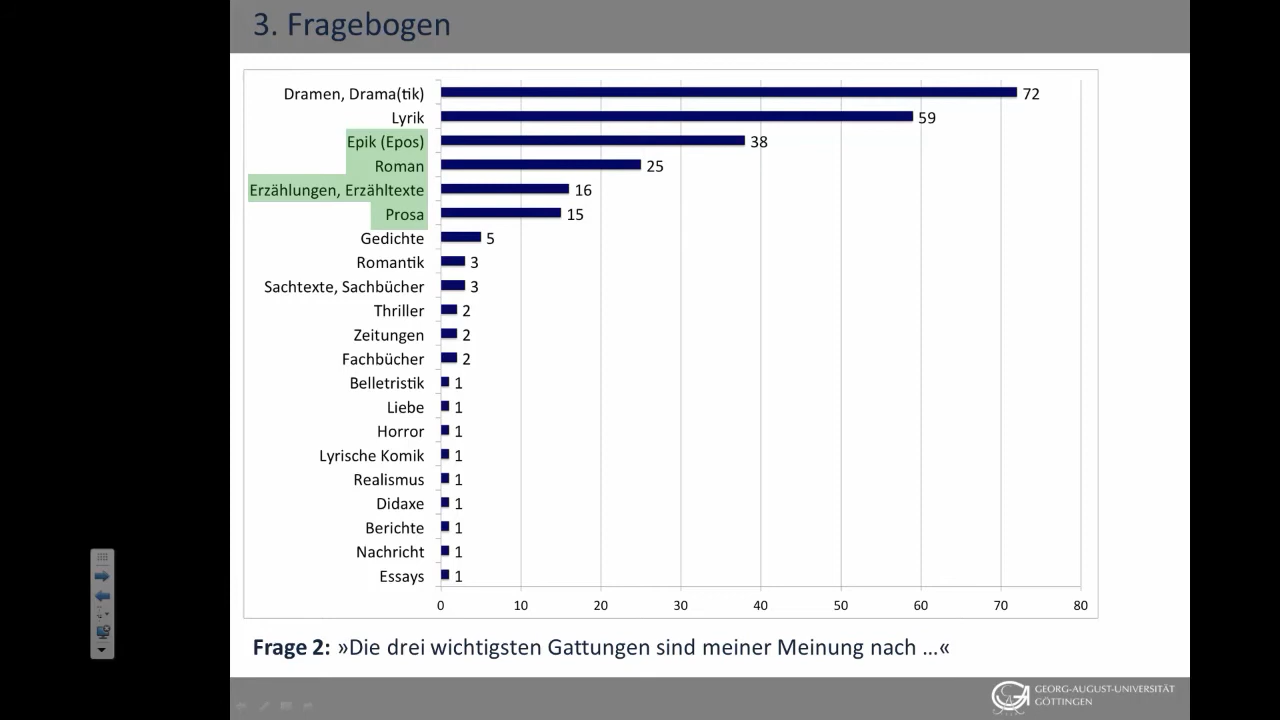 3. Fragebogen
Dramen, Drama(tik) 72
Lyrik 59
Epik (Epos) 38
Roman 25
Erzählungen, Erzähltexte 16
Prosa 15
Gedichte 5
Romantik 3
Sachtexte, Sachbücher 3
Thriller 2
Zeitungen 2
Fachbücher 2
Belletristik 1
Liebe 1
Horror 1
Lyrische Komik 1
Realismus 1
Didaxe 1
Berichte 1
Nachricht 1
Essays 1
0 10 20 30 40 50 60 70 80
Frage 2: »Die drei wichtigsten Gattungen sind meiner Meinung nach ...«
GEORG-AUGUST-UNIVERSITÄT
GÖTTINGEN